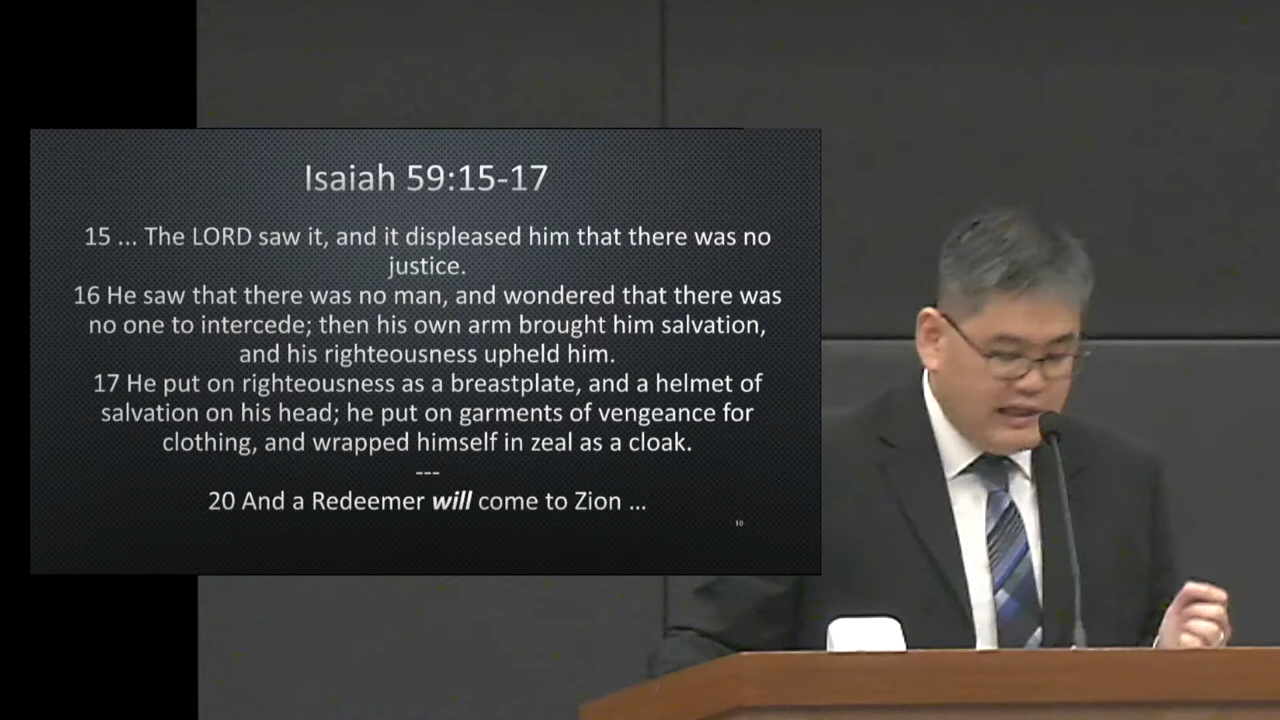 Isaiah 59:15-17
15 ... The LORD saw it, and it displeased him that there was no
justice.
16 He saw that there was no man, and wondered that there was
no one to intercede; then his own arm brought him salvation,
and his righteousness upheld him.
17 He put on righteousness as a breastplate, and a helmet of
salvation on his head; he put on garments of vengeance for
clothing, and wrapped himself in zeal as a cloak.
---
20 And a Redeemer will come to Zion ...
10